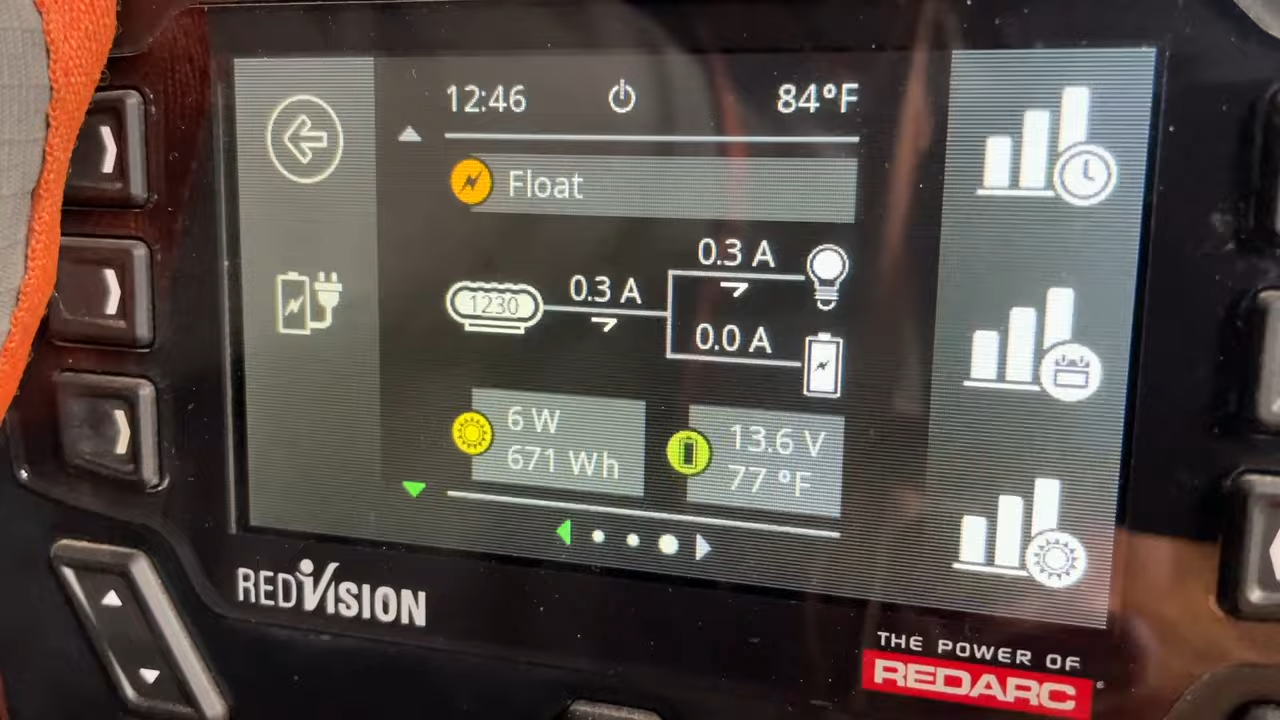 12:46
84°F
Float
0.3 A
0.3 A
1230
0.0 A
6 W
671 Wh
13.6 V
77 °F
REDVISION
THE POWER OF
REDARC